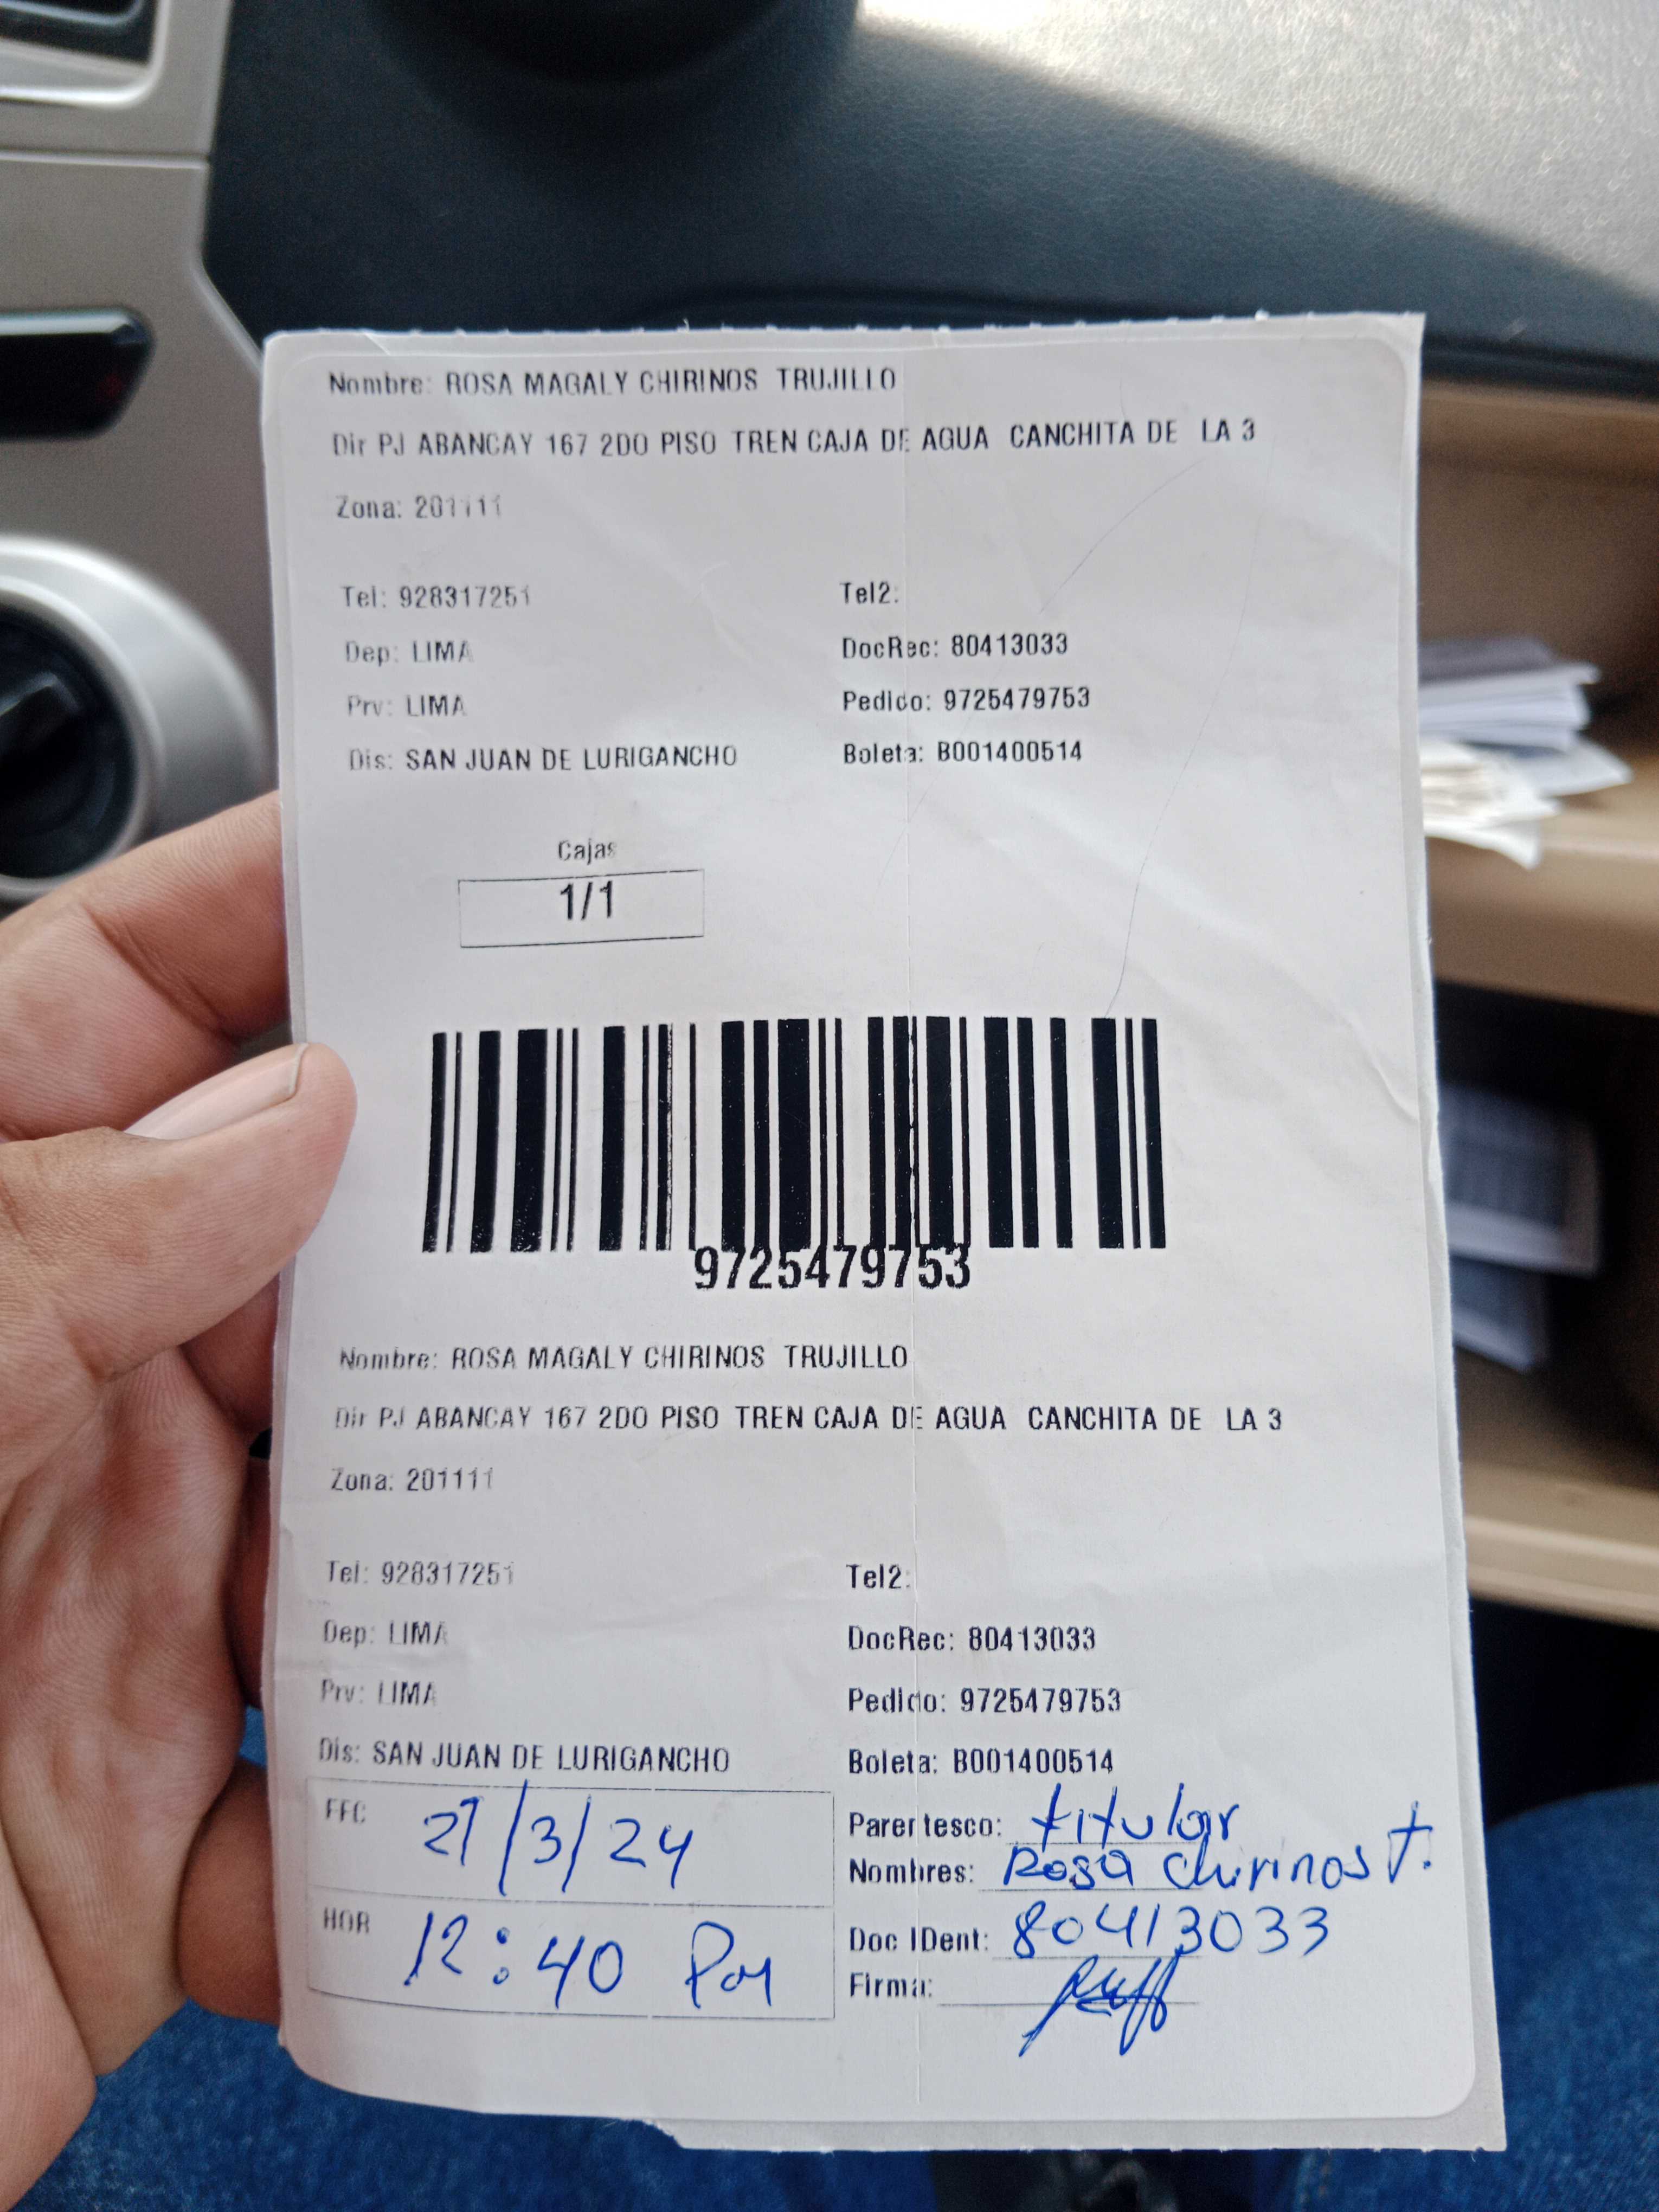 Nombre: ROSA MAGALY CHIRINOS TRUJILLO
Dir PJ ABANCAY 167 2DO PISO TREN CAJA DE AGUA CANCHITA DE LA 3
Zona: 201111
Tel: 928317251 Tel2:
Dep: LIMA DocRec: 80413033
Prv: LIMA Pedido: 9725479753
Dis: SAN JUAN DE LURIGANCHO Boleta: B001400514
Cajas
1/1
9725479753
Nombre: ROSA MAGALY CHIRINOS TRUJILLO
Dir PJ ABANCAY 167 2DO PISO TREN CAJA DE AGUA CANCHITA DE LA 3
Zona: 201111
Tel: 928317251 Tel2:
Dep: LIMA DocRec: 80413033
Prv: LIMA Pedido: 9725479753
Dis: SAN JUAN DE LURIGANCHO Boleta: B001400514
FEC 21/3/24 Parentesco: titular
Nombres: Rosa Chirinos T.
HOR 12:40 Pm Doc IDent: 80413033
Firma: